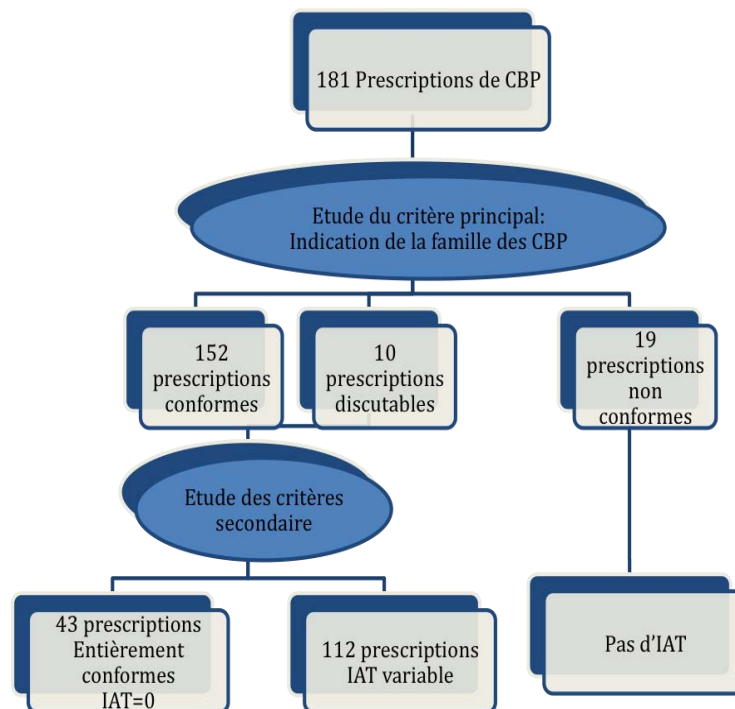 181 Prescriptions de CBP
Etude du critère principal:
Indication de la famille des CBP
152
prescriptions
conformes
10
prescriptions
discutables
19
prescriptions
non
conformes
Etude des critères
secondaire
43 prescriptions
Entièrement
conformes
IAT=0
112 prescriptions
IAT variable
Pas d'IAT